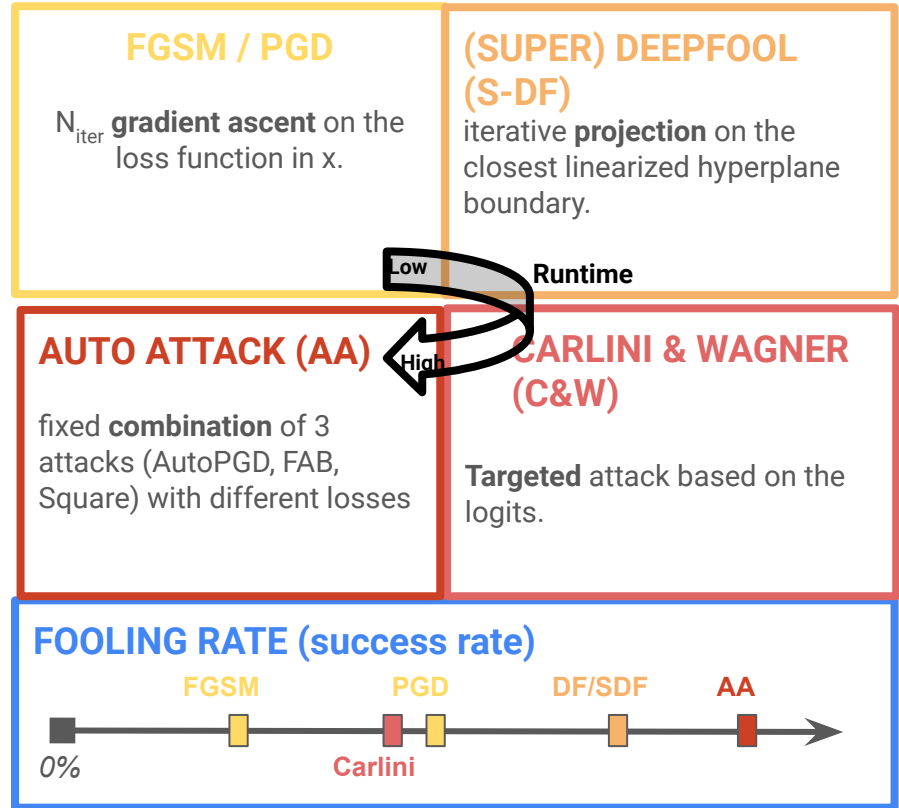 FGSM / PGD
N_iter gradient ascent on the
loss function in x.
(SUPER) DEEPFOOL
(S-DF)
iterative projection on the
closest linearized hyperplane
boundary.
Low
Runtime
High
AUTO ATTACK (AA)
fixed combination of 3
attacks (AutoPGD, FAB,
Square) with different losses
CARLINI & WAGNER
(C&W)
Targeted attack based on the
logits.
FOOLING RATE (success rate)
FGSM PGD DF/SDF AA
0% Carlini